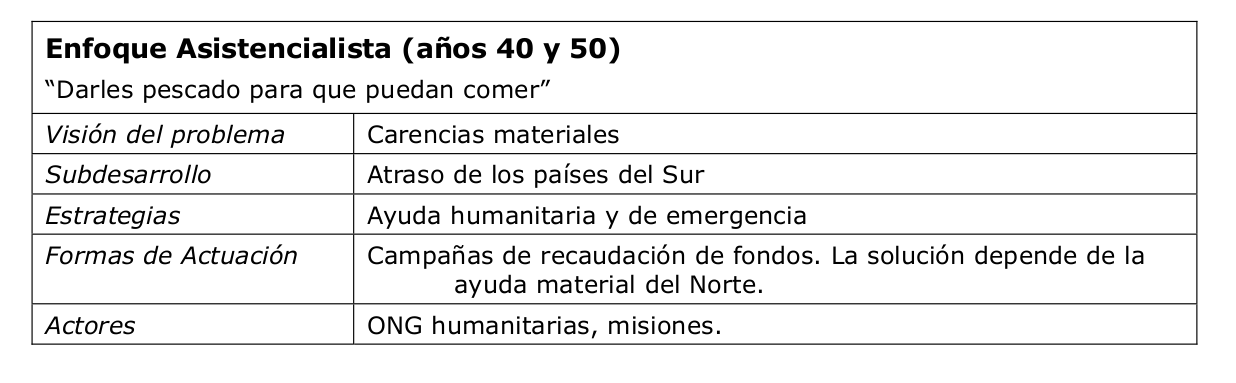 Enfoque Asistencialista (años 40 y 50)
“Darles pescado para que puedan comer”
Visión del problema Carencias materiales
Subdesarrollo Atraso de los países del Sur
Estrategias Ayuda humanitaria y de emergencia
Formas de Actuación Campañas de recaudación de fondos. La solución depende de la
ayuda material del Norte.
Actores ONG humanitarias, misiones.